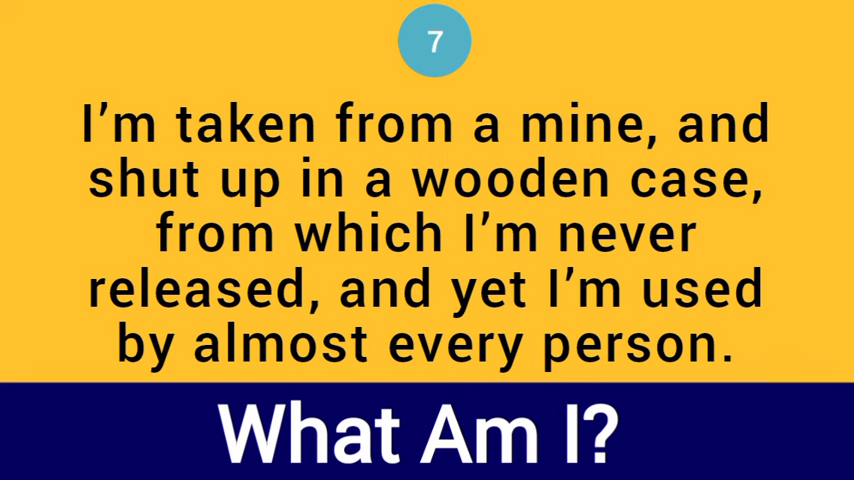 7
I’m taken from a mine, and
shut up in a wooden case,
from which I’m never
released, and yet I’m used
by almost every person.
What Am I?